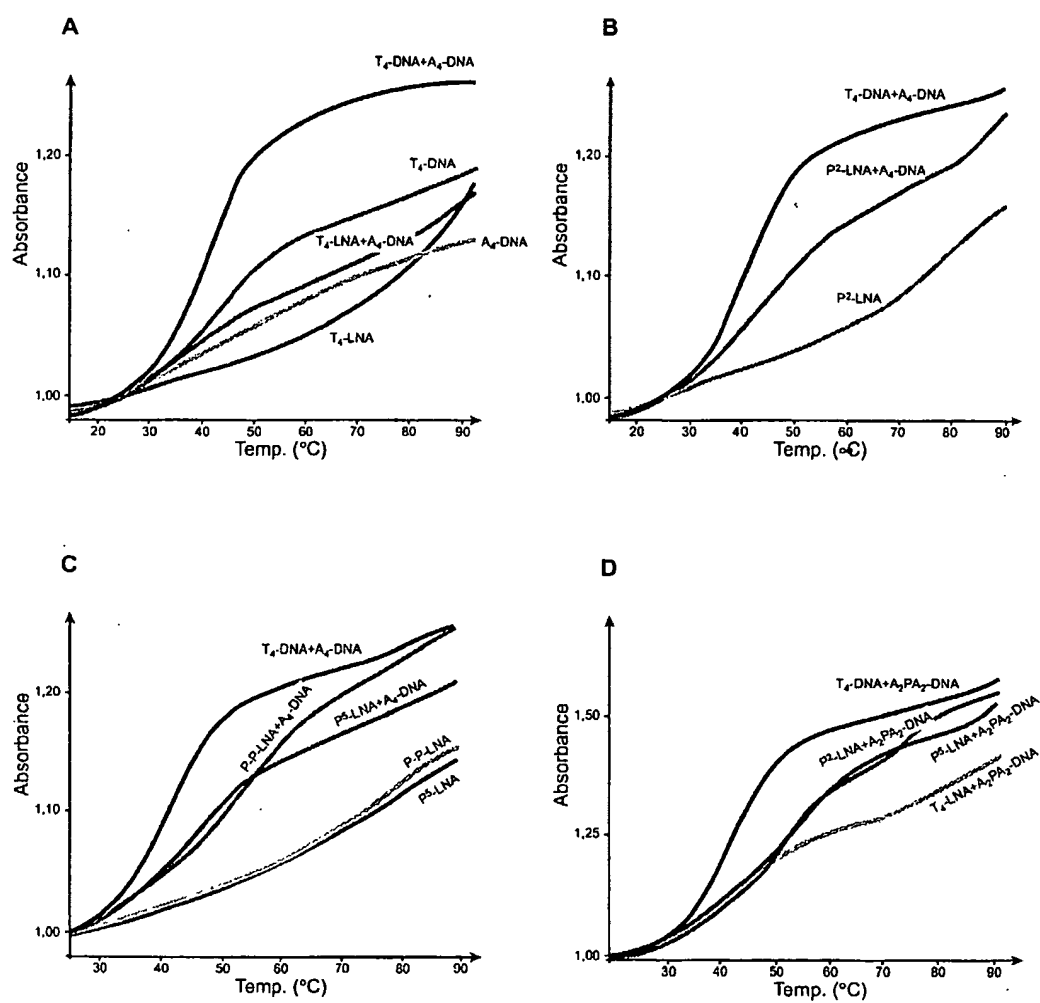 A
T₄-DNA+A₄-DNA
1,20
T₄-DNA
T₄-LNA+A₄-DNA
A₄-DNA
1,10
T₄-LNA
1,00
Absorbance
20 30 40 50 60 70 80 90
Temp. (°C)
B
T₄-DNA+A₄-DNA
1,20
P²-LNA+A₄-DNA
1,10
P²-LNA
1,00
Absorbance
20 30 40 50 60 70 80 90
Temp. (°C)
C
T₄-DNA+A₄-DNA
1,20
P-P-LNA+A₄-DNA
P⁵-LNA+A₄-DNA
P-P-LNA
P⁵-LNA
1,10
1,00
Absorbance
30 40 50 60 70 80 90
Temp. (°C)
D
T₄-DNA+A₂PA₂-DNA
1,50
P²-LNA+A₂PA₂-DNA
P⁵-LNA+A₂PA₂-DNA
T₄-LNA+A₂PA₂-DNA
1,25
1,00
Absorbance
30 40 50 60 70 80 90
Temp. (°C)